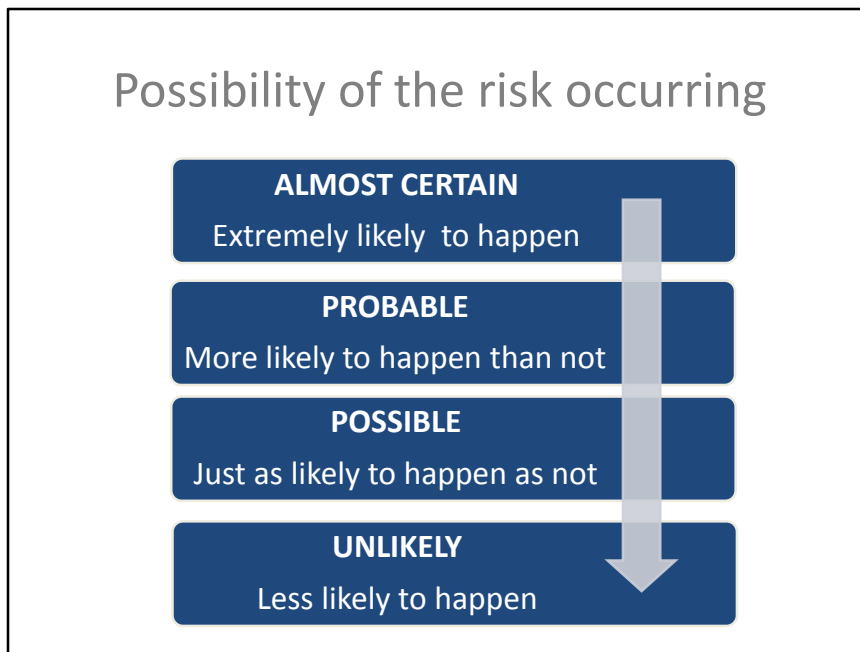 Possibility of the risk occurring
ALMOST CERTAIN
Extremely likely  to happen
PROBABLE
More likely to happen than not
POSSIBLE
Just as likely to happen as not
UNLIKELY
Less likely to happen